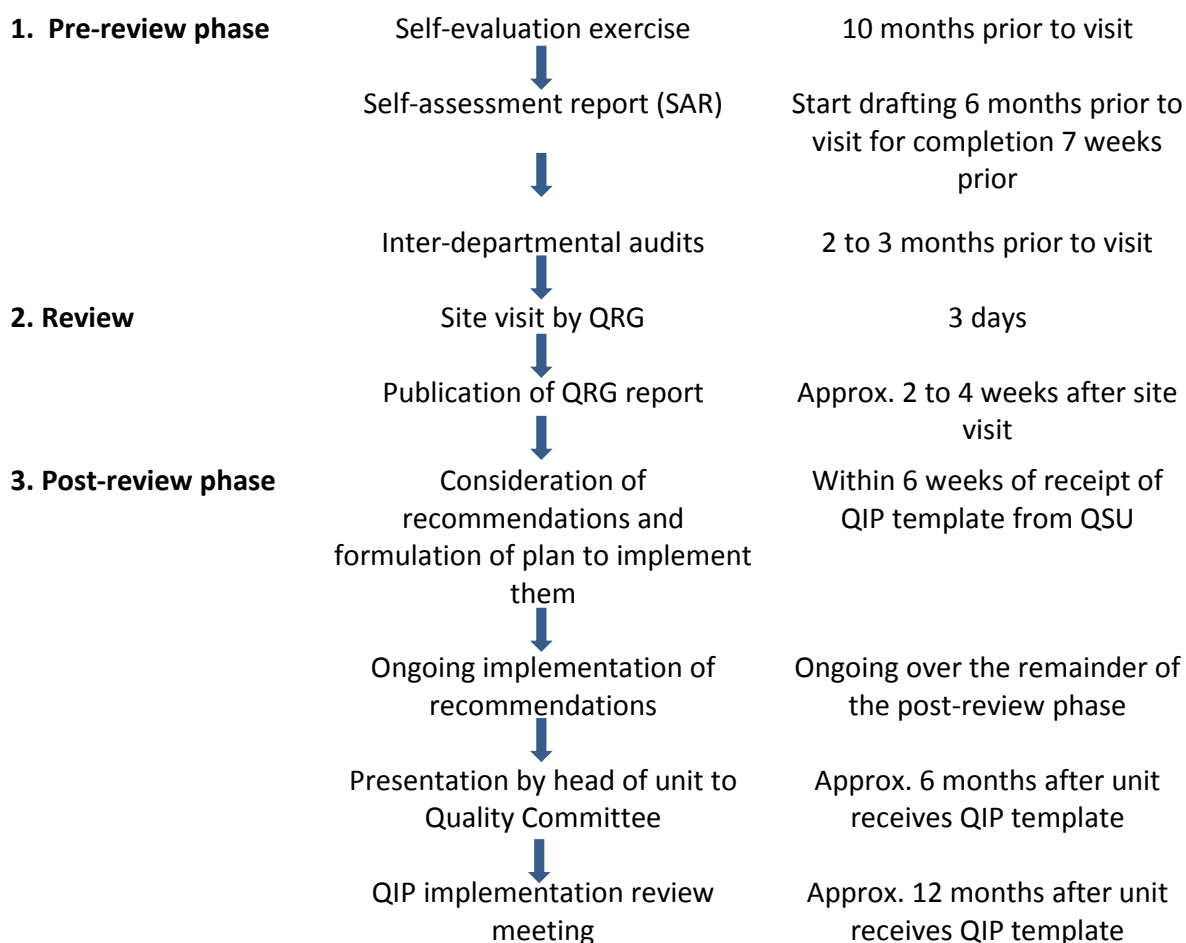 1. Pre-review phase Self-evaluation exercise 10 months prior to visit
Self-assessment report (SAR) Start drafting 6 months prior to
visit for completion 7 weeks
prior
Inter-departmental audits 2 to 3 months prior to visit
2. Review Site visit by QRG 3 days
Publication of QRG report Approx. 2 to 4 weeks after site
visit
3. Post-review phase Consideration of Within 6 weeks of receipt of
recommendations and QIP template from QSU
formulation of plan to implement
them
Ongoing implementation of Ongoing over the remainder of
recommendations the post-review phase
Presentation by head of unit to Approx. 6 months after unit
Quality Committee receives QIP template
QIP implementation review Approx. 12 months after unit
meeting receives QIP template